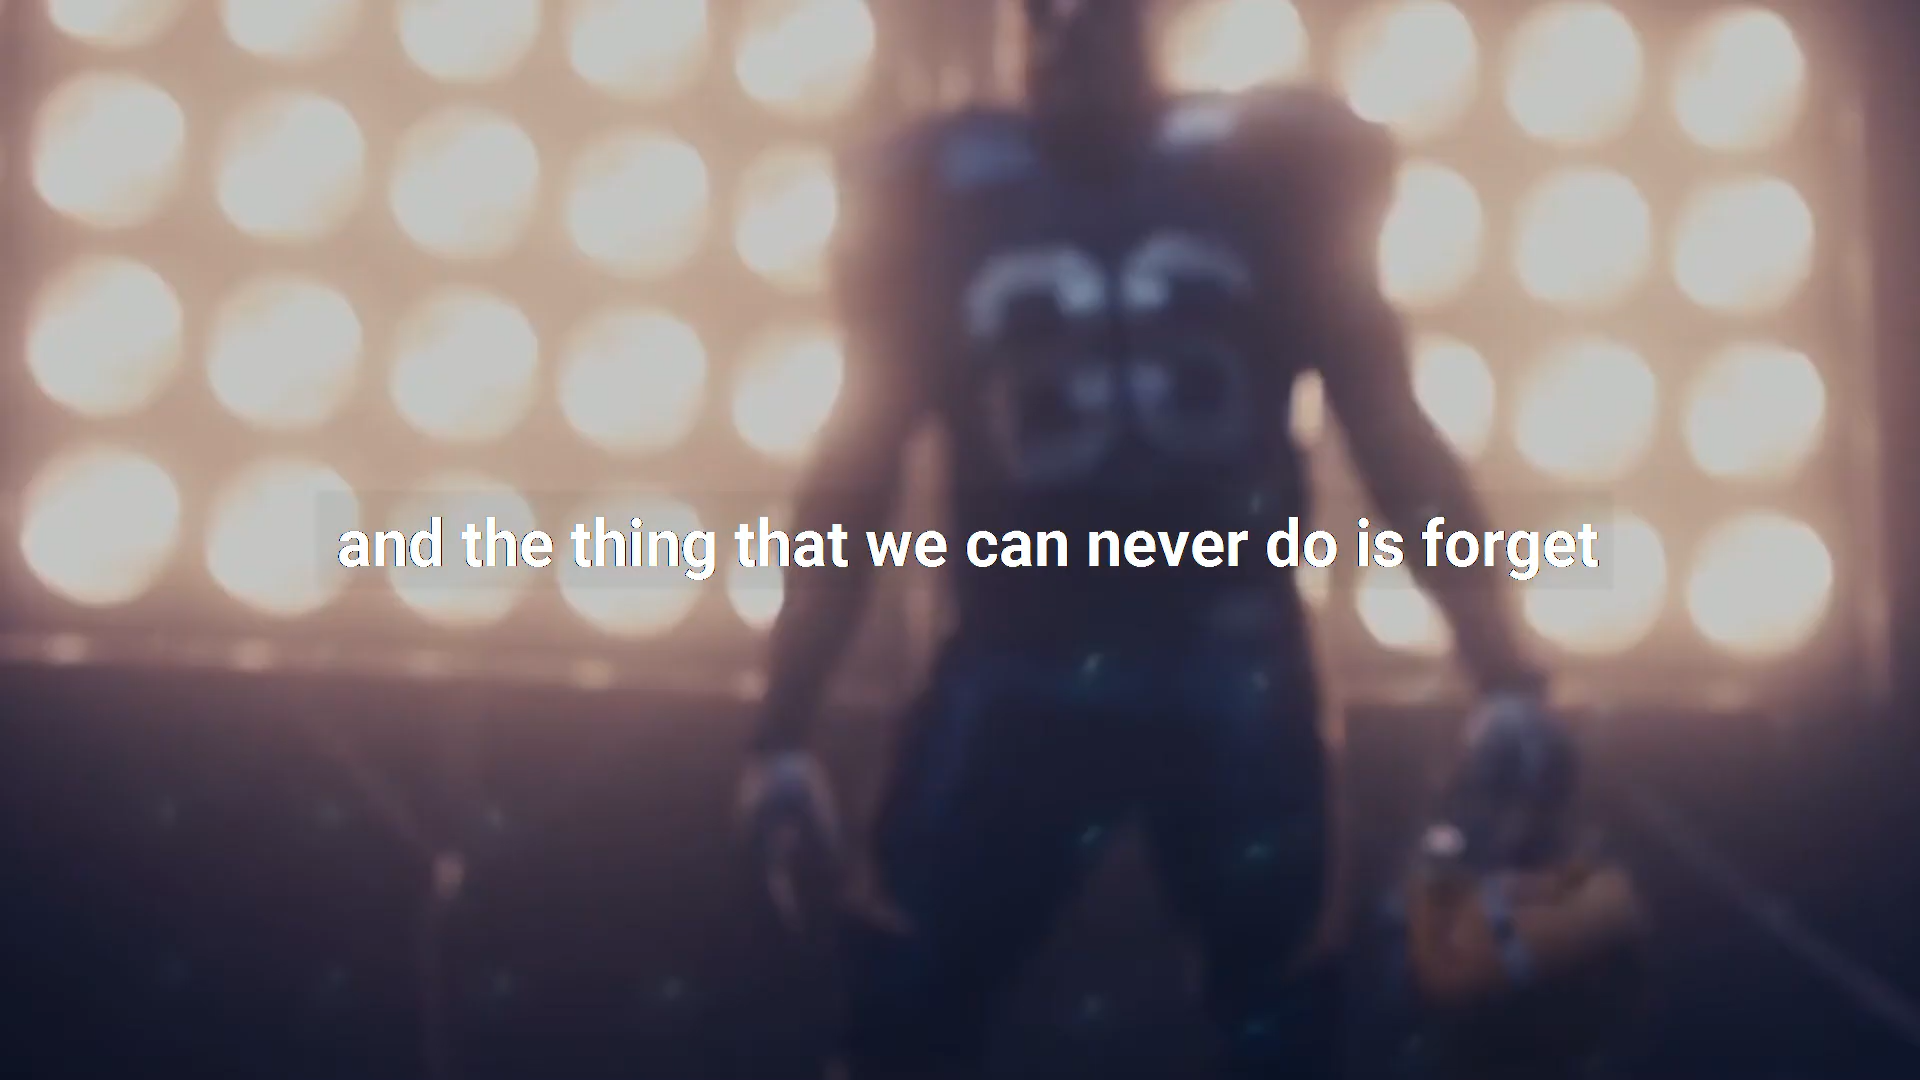 and the thing that we can never do is forget